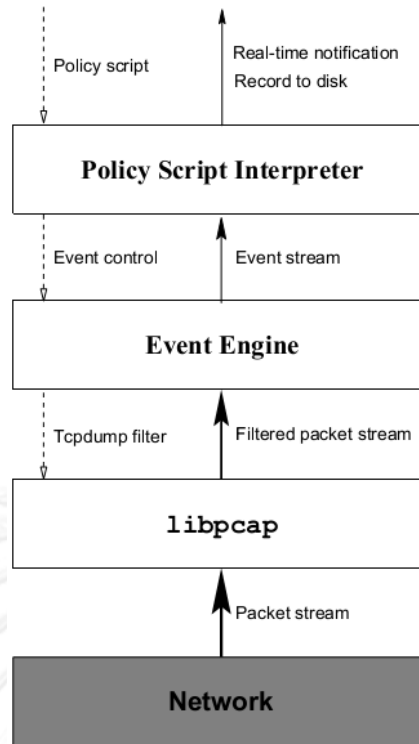 Policy script
Real-time notification
Record to disk
Policy Script Interpreter
Event control
Event stream
Event Engine
Tcpdump filter
Filtered packet stream
libpcap
Packet stream
Network